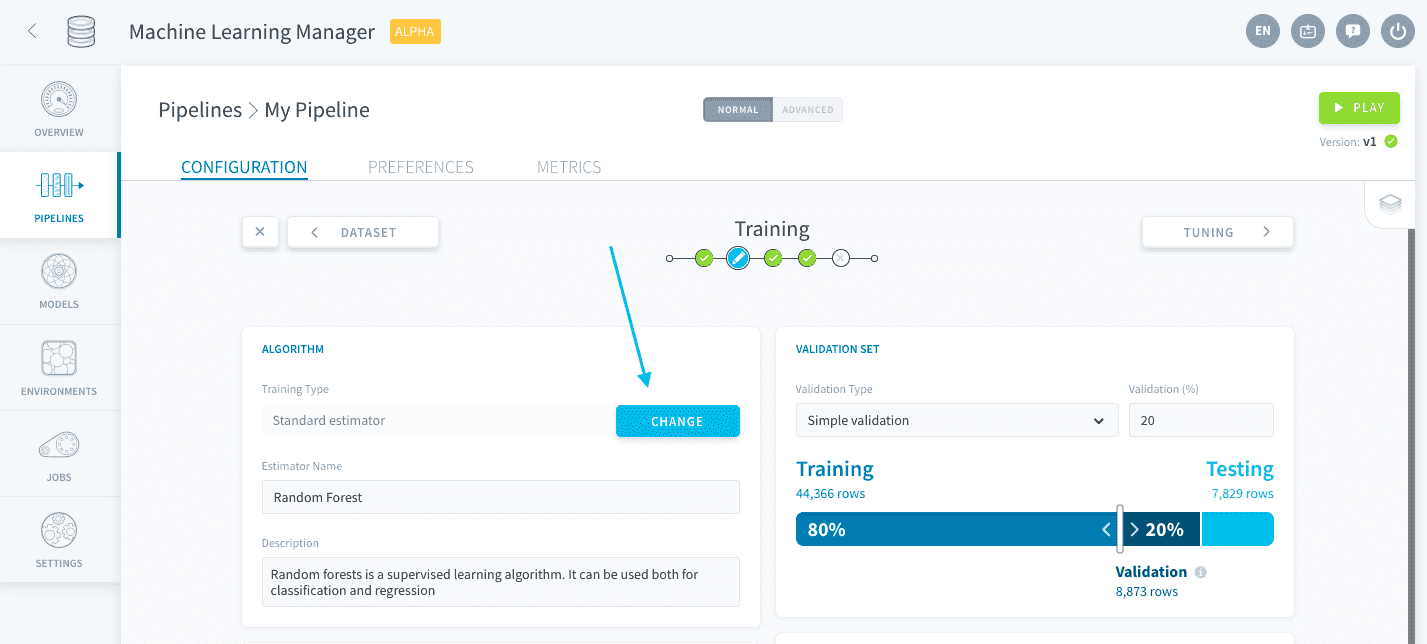 Machine Learning Manager ALPHA
EN
OVERVIEW
PIPELINES
MODELS
ENVIRONMENTS
JOBS
SETTINGS
Pipelines > My Pipeline
NORMAL ADVANCED
PLAY
Version: v1
CONFIGURATION PREFERENCES METRICS
DATASET
Training
TUNING
ALGORITHM
Training Type
Standard estimator
CHANGE
Estimator Name
Random Forest
Description
Random forests is a supervised learning algorithm. It can be used both for
classification and regression
VALIDATION SET
Validation Type Validation (%)
Simple validation 20
Training Testing
44,366 rows 7,829 rows
80% 20%
Validation
8,873 rows